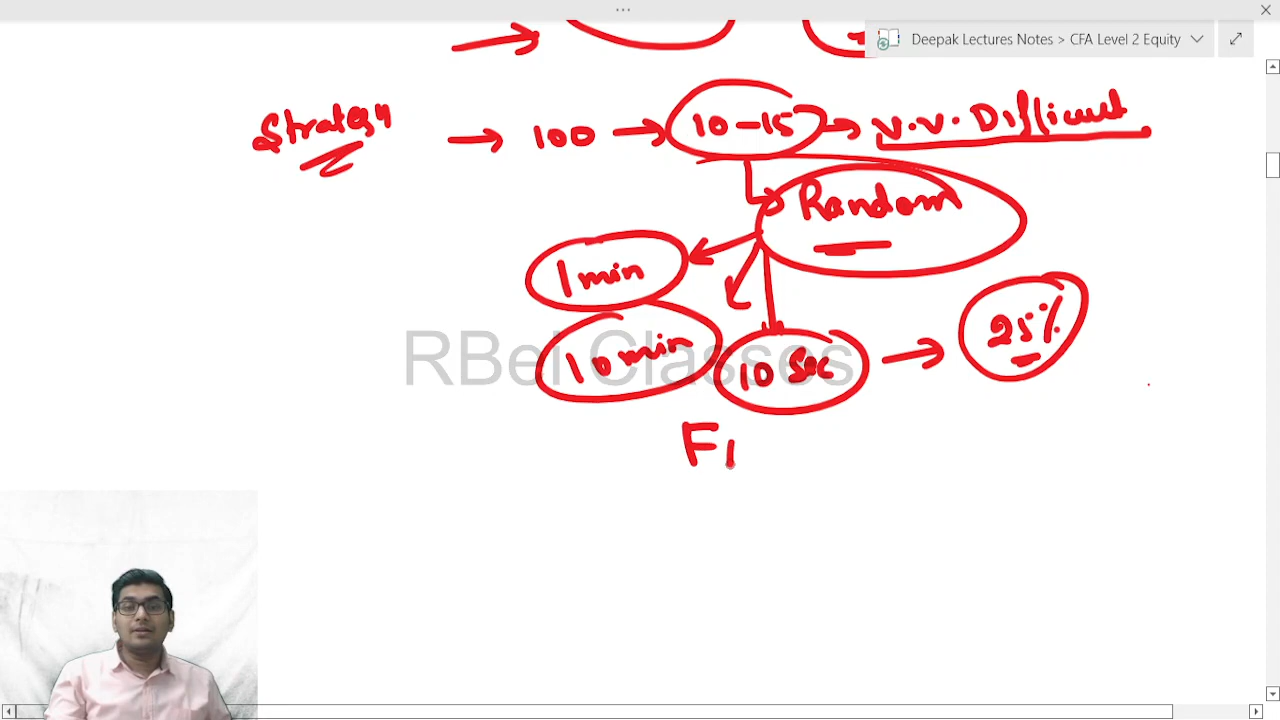 Deepak Lectures Notes > CFA Level 2 Equity
Strategy → 100 → 10-15 → V.V. Difficult
Random
1 min
25%
10 min
10 Sec
RBei Classes